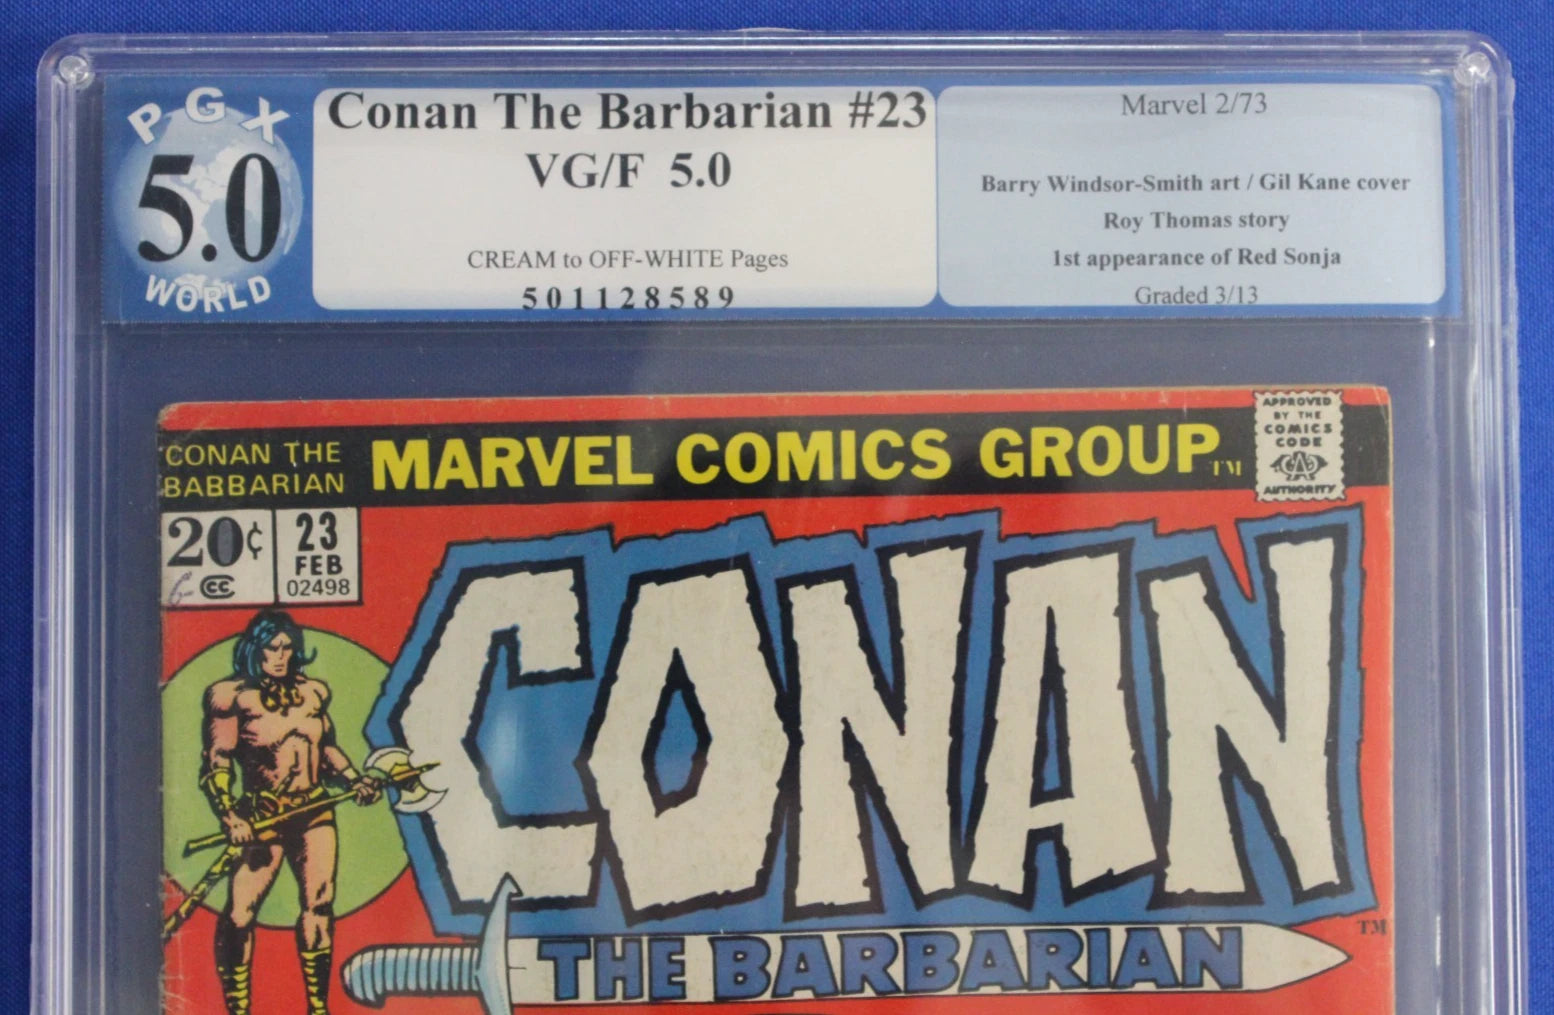 PGX
5.0
WORLD
Conan The Barbarian #23
VG/F 5.0
CREAM to OFF-WHITE Pages
501128589
Marvel 2/73
Barry Windsor-Smith art / Gil Kane cover
Roy Thomas story
1st appearance of Red Sonja
Graded 3/13
CONAN THE
BABBARIAN
MARVEL COMICS GROUP TM
APPROVED
BY THE
COMICS
CODE
CA
AUTHORITY
20¢
CC
23
FEB
02498
CONAN
THE BARBARIAN
TM